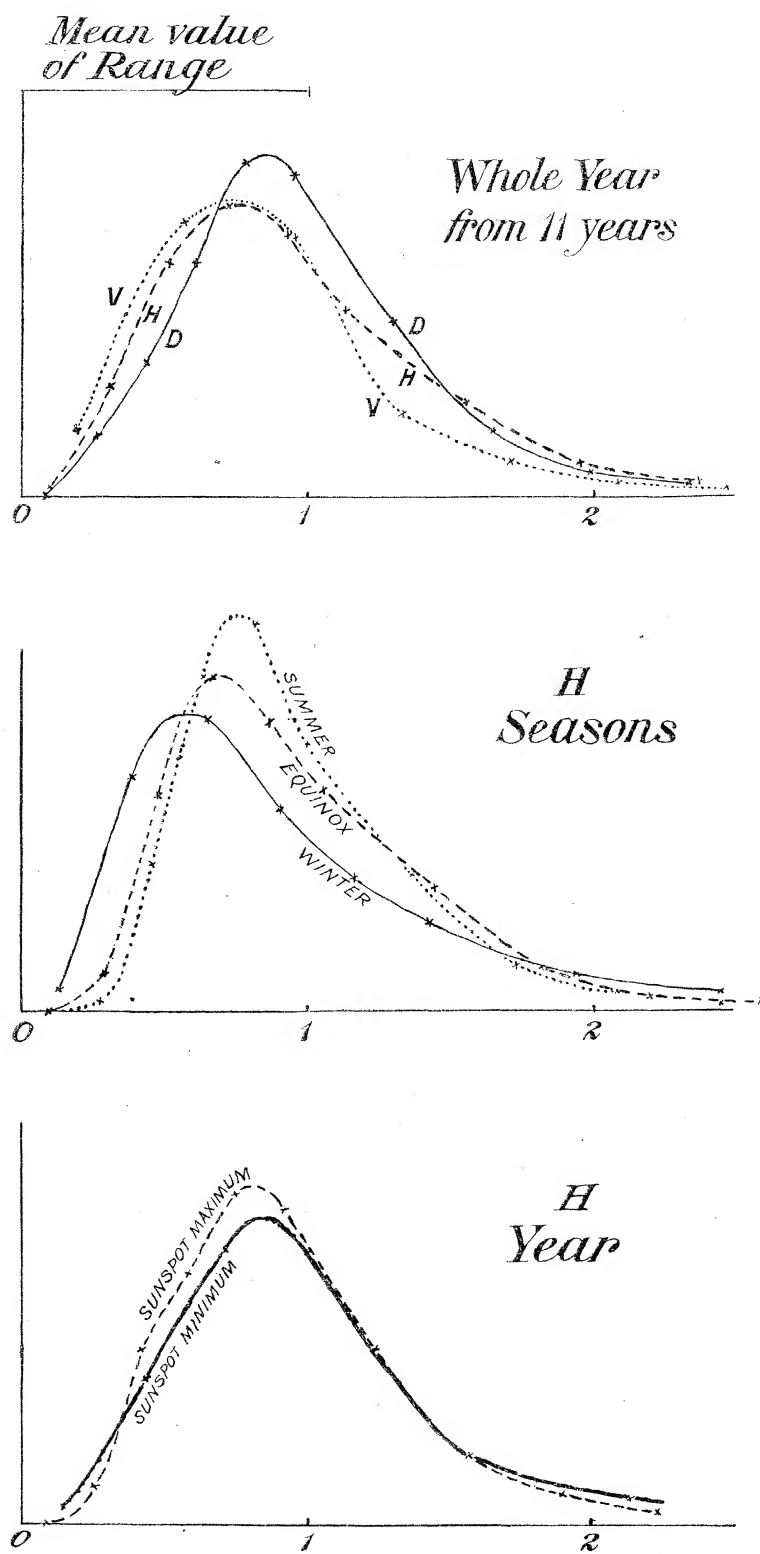 Mean value
of Range
Whole Year
from 11 years
V
H
D
D
H
V
0 1 2
H
Seasons
SUMMER
EQUINOX
WINTER
0 1 2
H
Year
SUNSPOT MAXIMUM
SUNSPOT MINIMUM
0 1 2